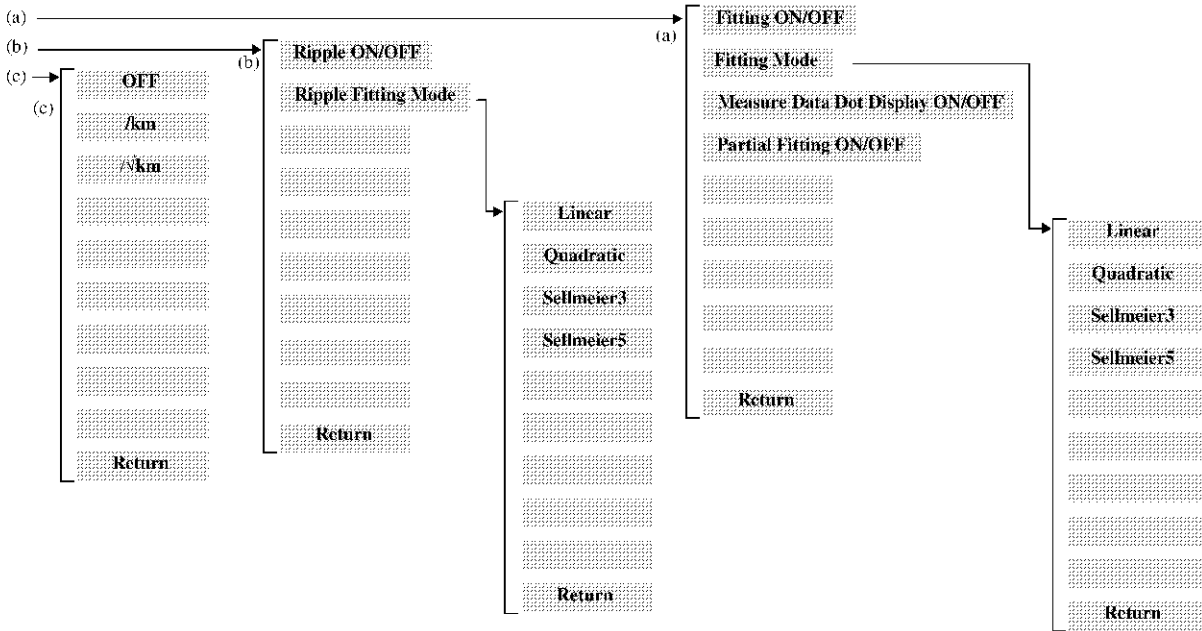 (a)
(b)
(c)
(c)
OFF
/km
/√km
Return
(b)
Ripple ON/OFF
Ripple Fitting Mode
Return
Linear
Quadratic
Sellmeier3
Sellmeier5
Return
(a)
Fitting ON/OFF
Fitting Mode
Measure Data Dot Display ON/OFF
Partial Fitting ON/OFF
Return
Linear
Quadratic
Sellmeier3
Sellmeier5
Return